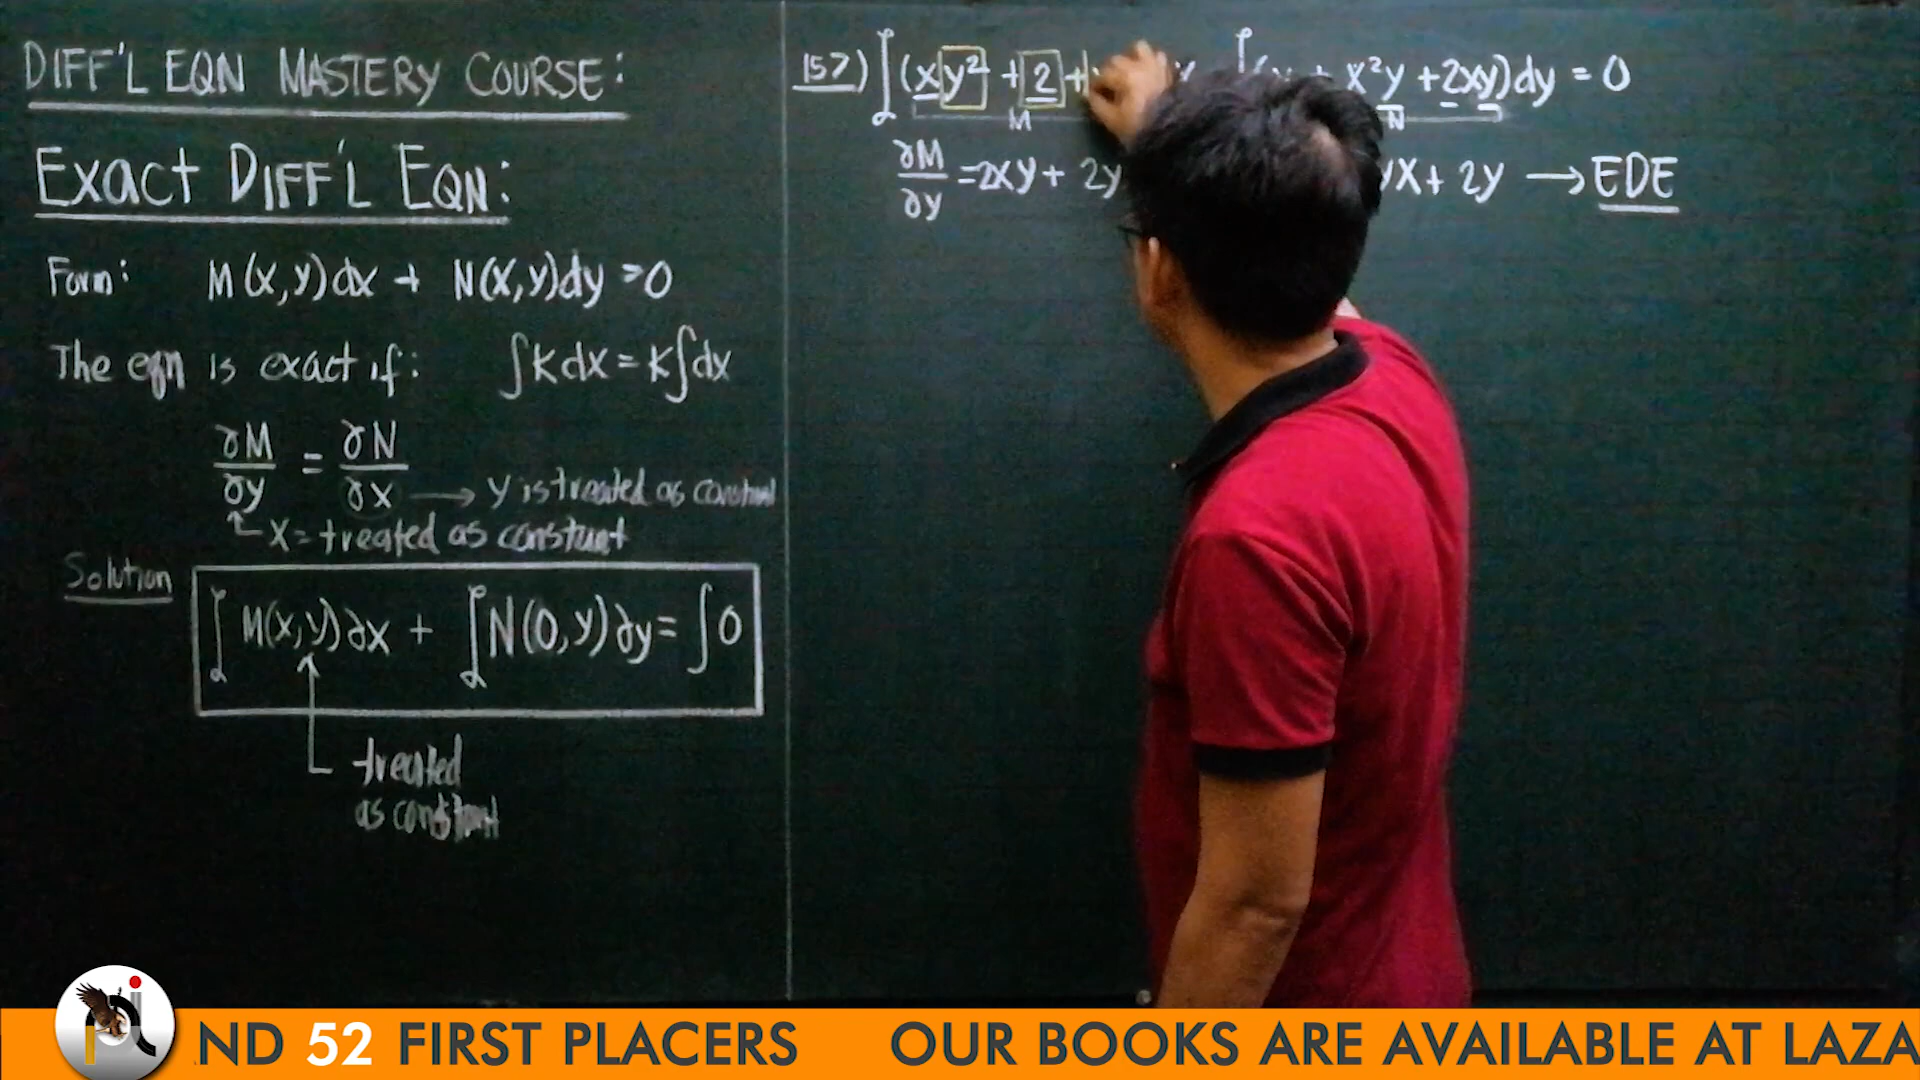 DIFF'L EQN MASTERY COURSE:
EXACT DIFF'L EQN:
Form: M(x,y)dx + N(x,y)dy = 0
The eqn is exact if: ∫kdx = k∫dx
∂M/∂y = ∂N/∂x → y is treated as constant
x = treated as constant
Solution
∫M(x,y)∂x + ∫N(0,y)∂y = ∫0
treated
as constant
157) ∫(xy² + 2 + ∫ + x²y + 2xy)dy = 0
M N
∂M/∂y = 2xy + 2y yx + 2y → EDE
ND 52 FIRST PLACERS OUR BOOKS ARE AVAILABLE AT LAZA